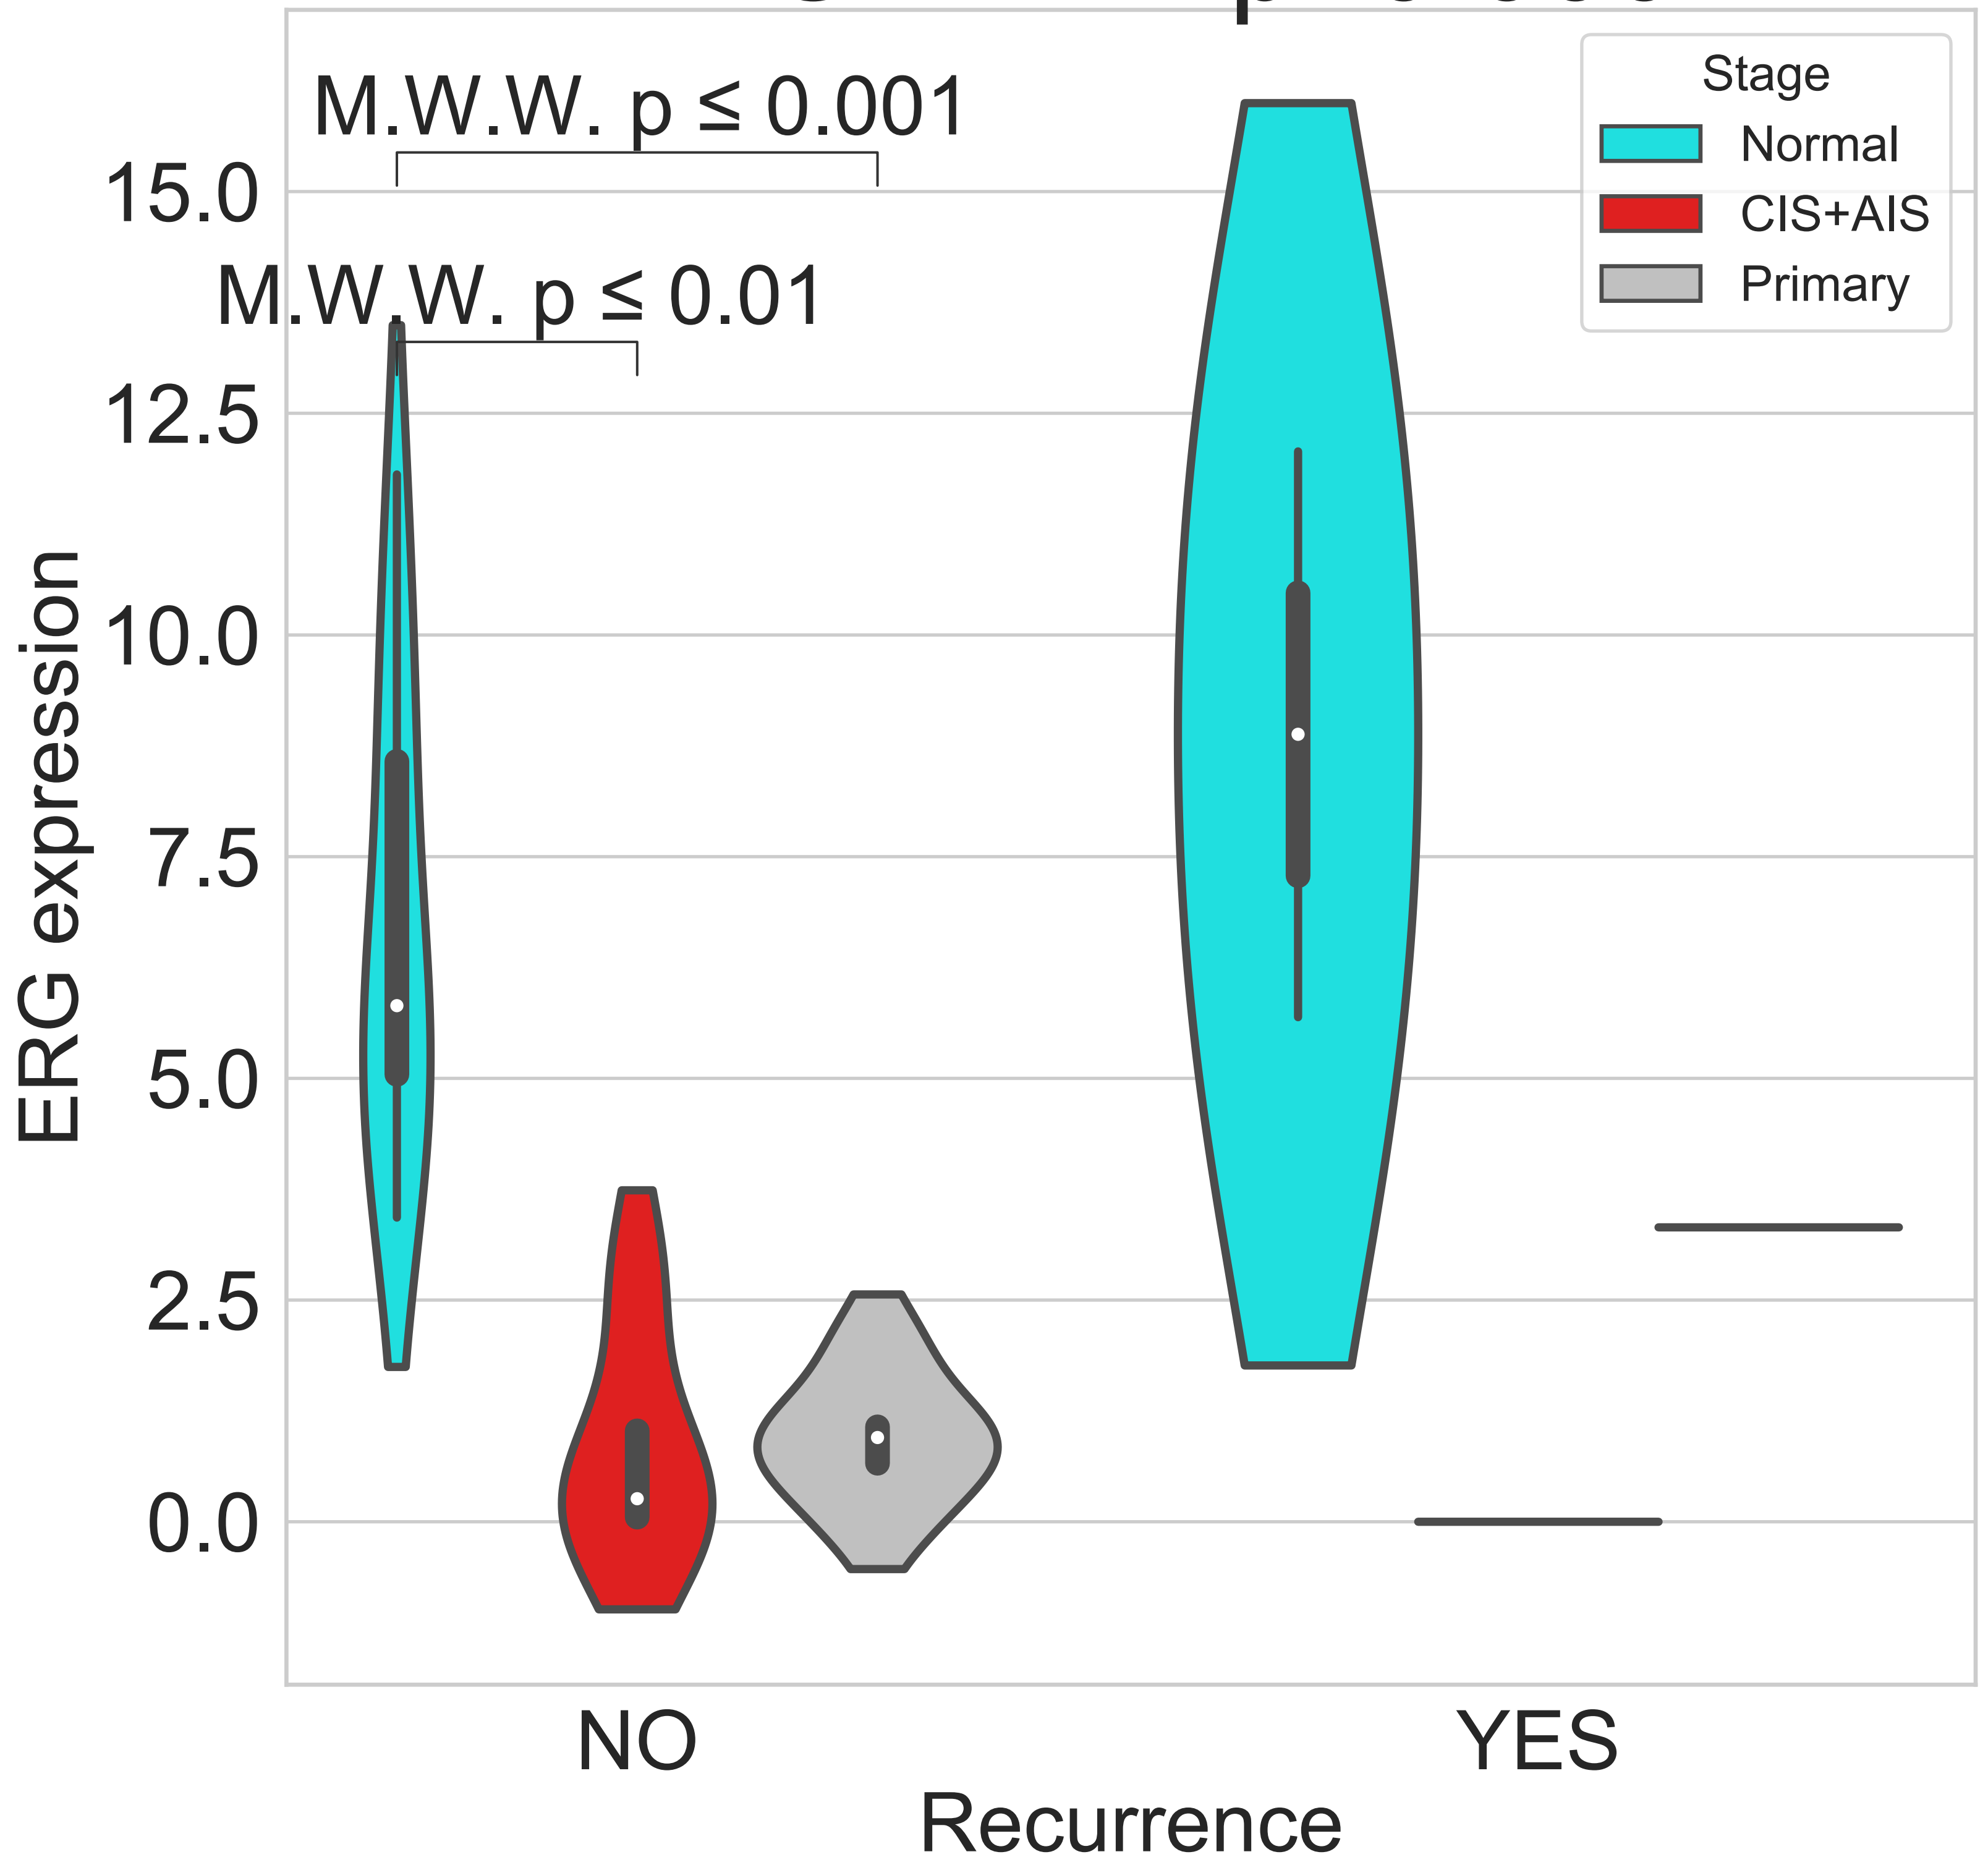 M.W.W. p ≤ 0.001
M.W.W. p ≤ 0.01
Stage
Normal
CIS+AIS
Primary
15.0
12.5
10.0
7.5
5.0
2.5
0.0
ERG expression
NO
YES
Recurrence